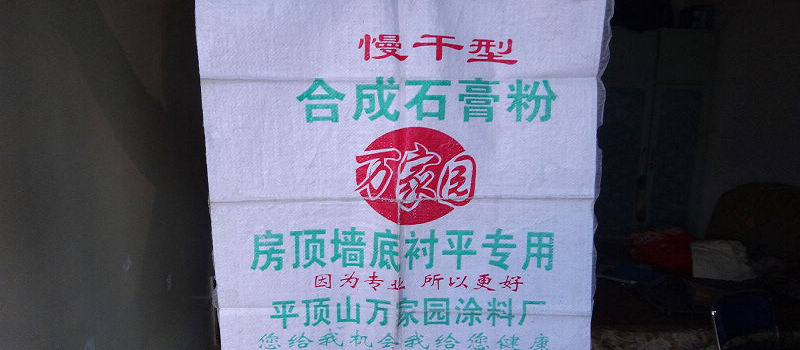 慢干型
合成石膏粉
万家园
房顶墙底衬平专用
因为专业 所以更好
平顶山万家园涂料厂
您给我机会我给您健康